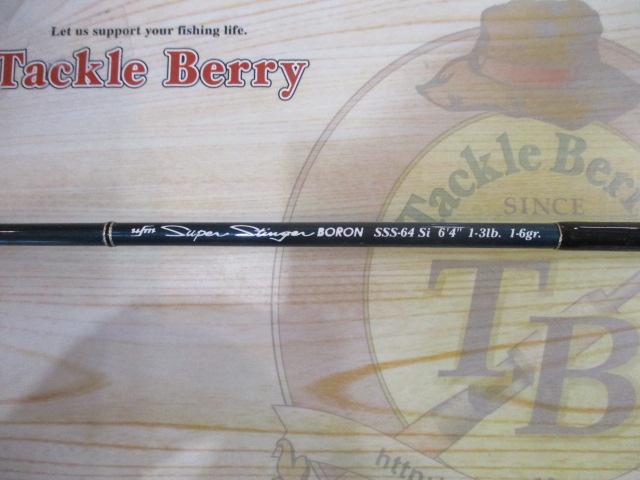 Let us support your fishing life.
Tackle Berry
Tackle Berr
SINCE
ufm Super Stinger BORON SSS-64 Si 6'4" 1-3lb. 1-6gr.
TB
http: